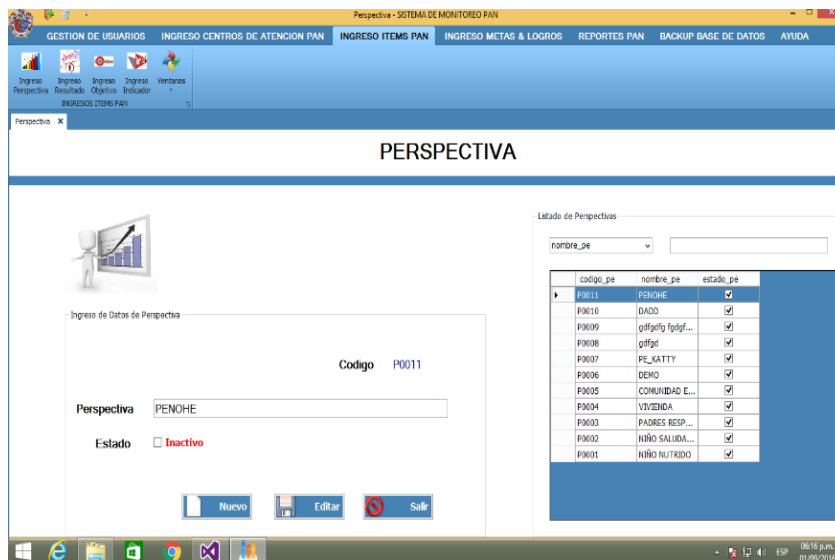 Perspectiva - SISTEMA DE MONITOREO PAN
GESTION DE USUARIOS INGRESO CENTROS DE ATENCION PAN INGRESO ITEMS PAN INGRESO METAS & LOGROS REPORTES PAN BACKUP BASE DE DATOS AYUDA
Ingreso Perspectiva
Ingreso Resultado
Ingreso Objetivo
Ingreso Indicador
Ventanas
INGRESOS ITEMS PAN
Perspectiva X
PERSPECTIVA
Ingreso de Datos de Perspectiva
Codigo P0011
Perspectiva PENOHE
Estado Inactivo
Nuevo Editar Salir
Listado de Perspectivas
nombre_pe
codigo_pe nombre_pe estado_pe
P0011 PENOHE
P0010 DADD
P0009 gdfgdfg fgdgf...
P0008 gdfgd
P0007 PE_KATTY
P0006 DEMO
P0005 COMUNIDAD E...
P0004 VIVIENDA
P0003 PADRES RESP...
P0002 NIÑO SALUDA...
P0001 NIÑO NUTRIDO
ESP
06:16 p.m.
01/08/2016